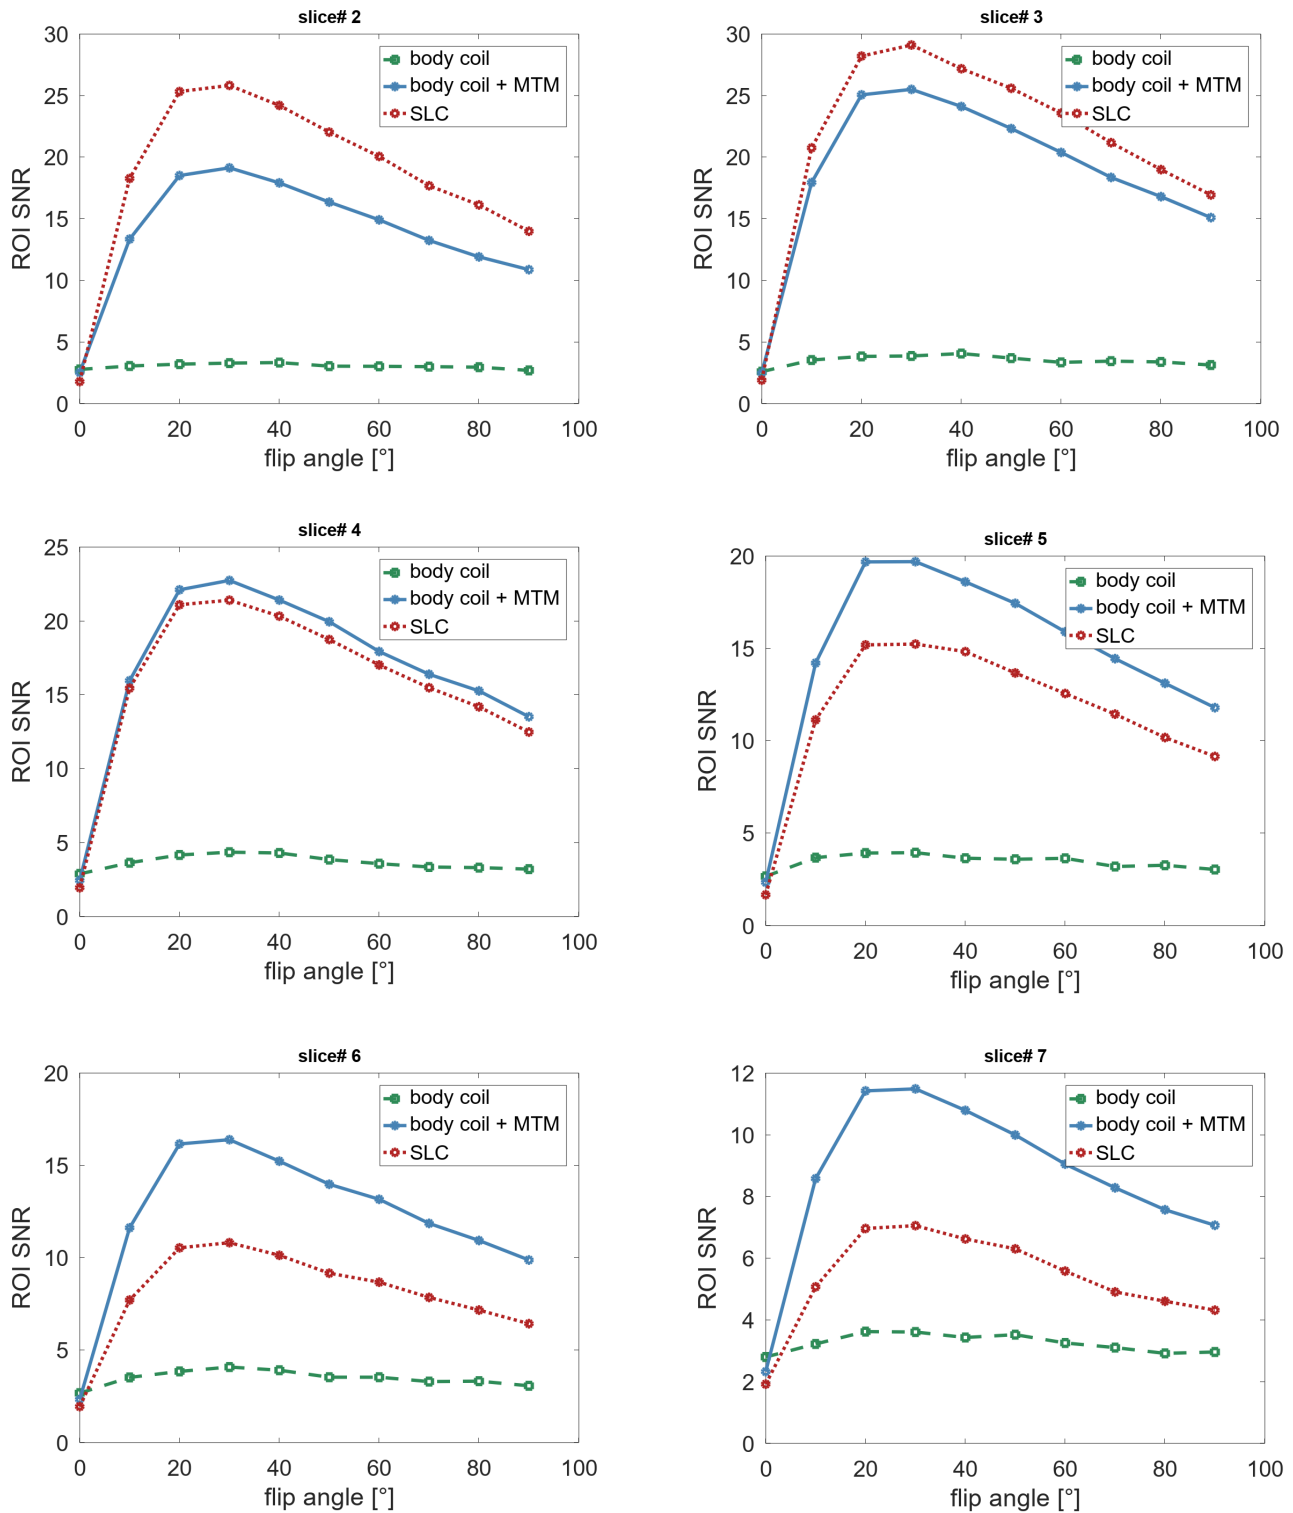 slice# 2
30
25
20
15
10
5
0
ROI SNR
0 20 40 60 80 100
flip angle [°]
body coil
body coil + MTM
SLC
slice# 3
30
25
20
15
10
5
0
ROI SNR
0 20 40 60 80 100
flip angle [°]
body coil
body coil + MTM
SLC
slice# 4
25
20
15
10
5
0
ROI SNR
0 20 40 60 80 100
flip angle [°]
body coil
body coil + MTM
SLC
slice# 5
20
15
10
5
0
ROI SNR
0 20 40 60 80 100
flip angle [°]
body coil
body coil + MTM
SLC
slice# 6
20
15
10
5
0
ROI SNR
0 20 40 60 80 100
flip angle [°]
body coil
body coil + MTM
SLC
slice# 7
12
10
8
6
4
2
0
ROI SNR
0 20 40 60 80 100
flip angle [°]
body coil
body coil + MTM
SLC